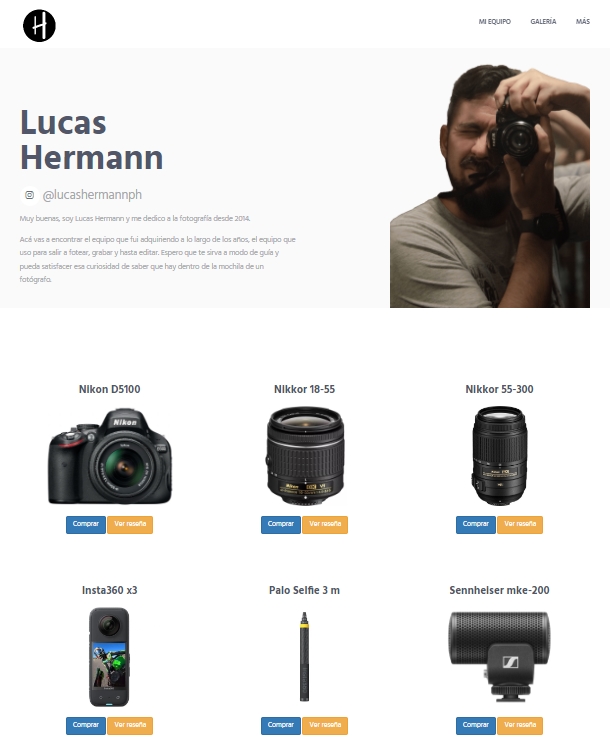 H
MI EQUIPO GALERÍA MÁS
Lucas
Hermann
@lucashermannph
Muy buenas, soy Lucas Hermann y me dedico a la fotografía desde 2014.
Acá vas a encontrar el equipo que fui adquiriendo a lo largo de los años, el equipo que
uso para salir a fotear, grabar y hasta editar. Espero que te sirva a modo de guía y
pueda satisfacer esa curiosidad de saber que hay dentro de la mochila de un
fotógrafo.
Nikon D5100 Nikkor 18-55 Nikkor 55-300
Nikon
Comprar Ver reseña Comprar Ver reseña Comprar Ver reseña
Insta360 x3 Palo Selfie 3 m Sennheiser mke-200
Comprar Ver reseña Comprar Ver reseña Comprar Ver reseña